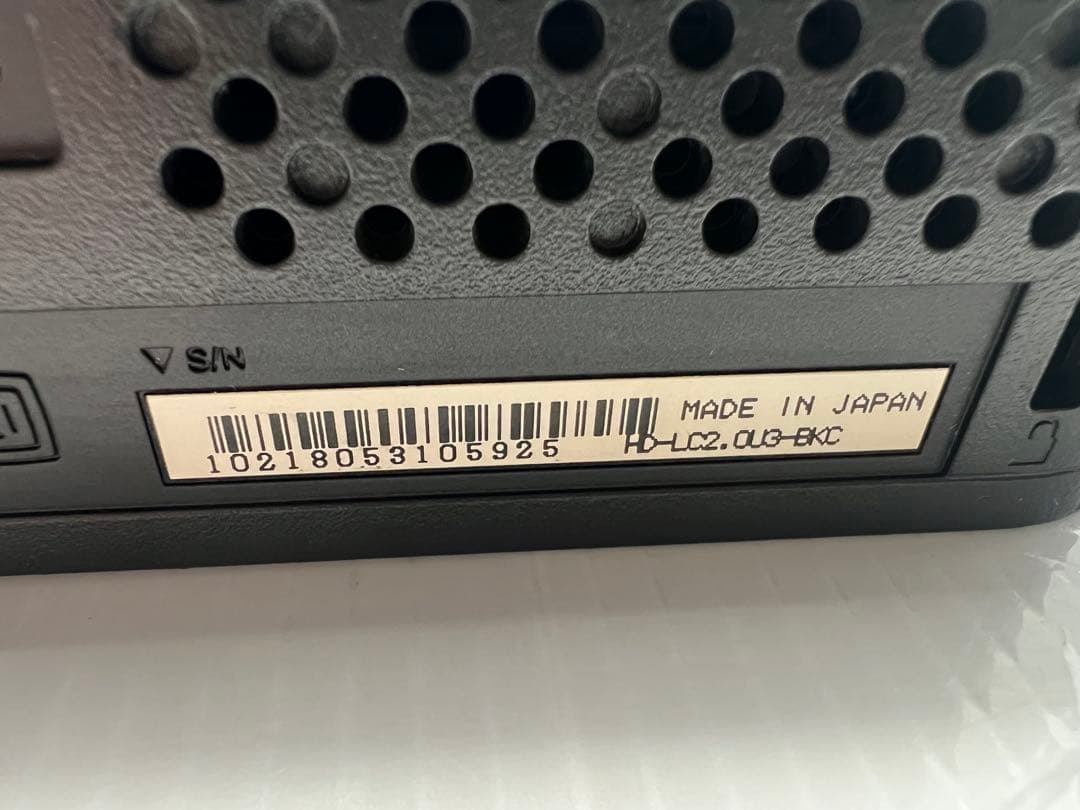 ▽ S/N
MADE IN JAPAN
HD-LC2.0U3-BKC
10218053105925